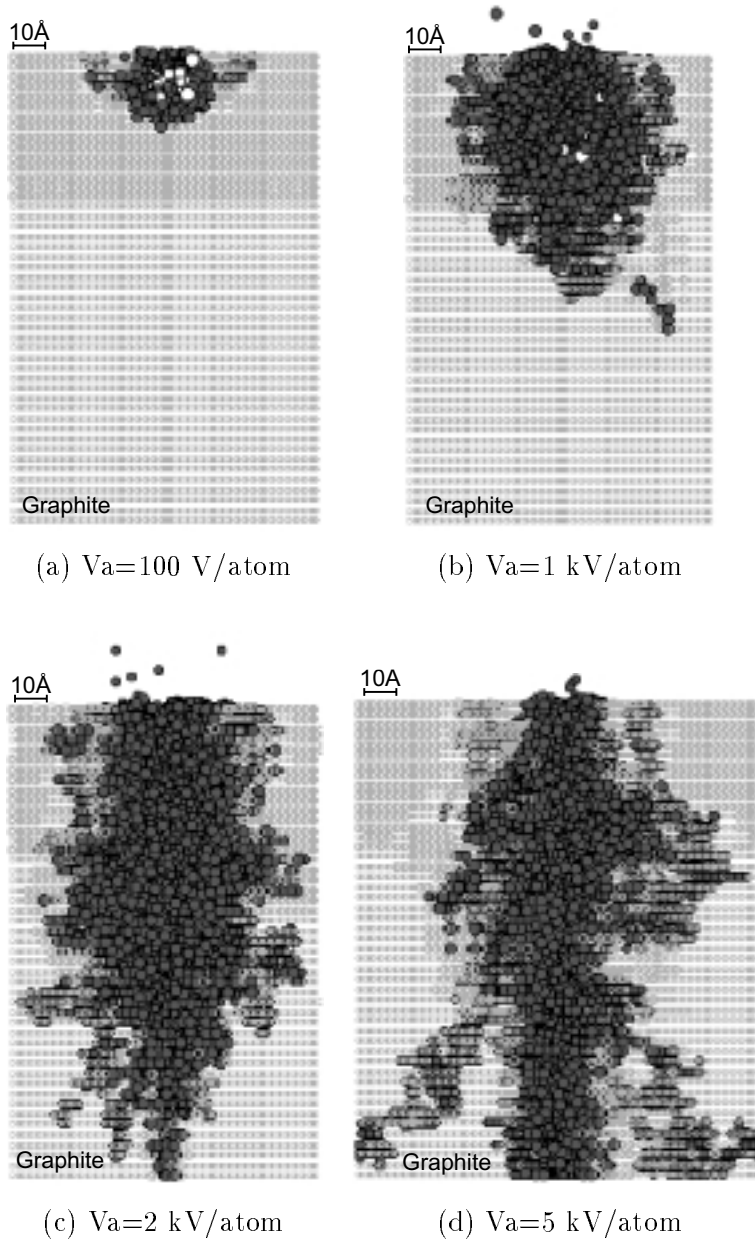 10Å
10Å
Graphite
Graphite
(a) Va=100 V/atom
(b) Va=1 kV/atom
10Å
10A
Graphite
Graphite
(c) Va=2 kV/atom
(d) Va=5 kV/atom